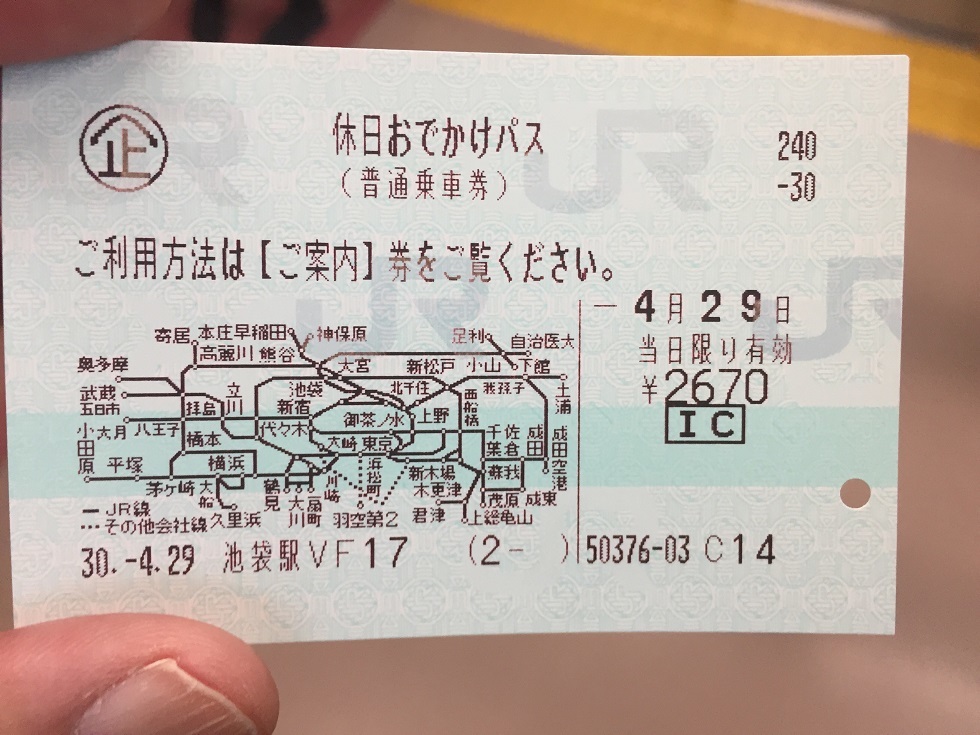 企 休日おでかけパス 240
(普通乗車券) -30
ご利用方法は【ご案内】券をご覧ください。
-4月29日
当日限り有効
¥2670
IC
寄居 本庄早稲田 神保原 足利 自治医大
高麗川 熊谷 大宮 新松戸 小山 下館
奥多摩 池袋 北千住 我孫子 土浦
武蔵五日市 拝島 立川 新宿 御茶ノ水 上野 西船橋
小田原 大月 八王子 代々木 千葉 佐倉 成田 成田空港
橋本 大崎 東京
平塚 横浜 浜松町 新木場 蘇我
茅ヶ崎 大船 鶴見 大川 扇町 川崎 木更津 茂原 成東
久里浜 羽空第2 君津 上総亀山
― JR線
… その他会社線
30.-4.29 池袋駅VF17 (2- ) 50376-03 C14
JR
JR
JR
JR